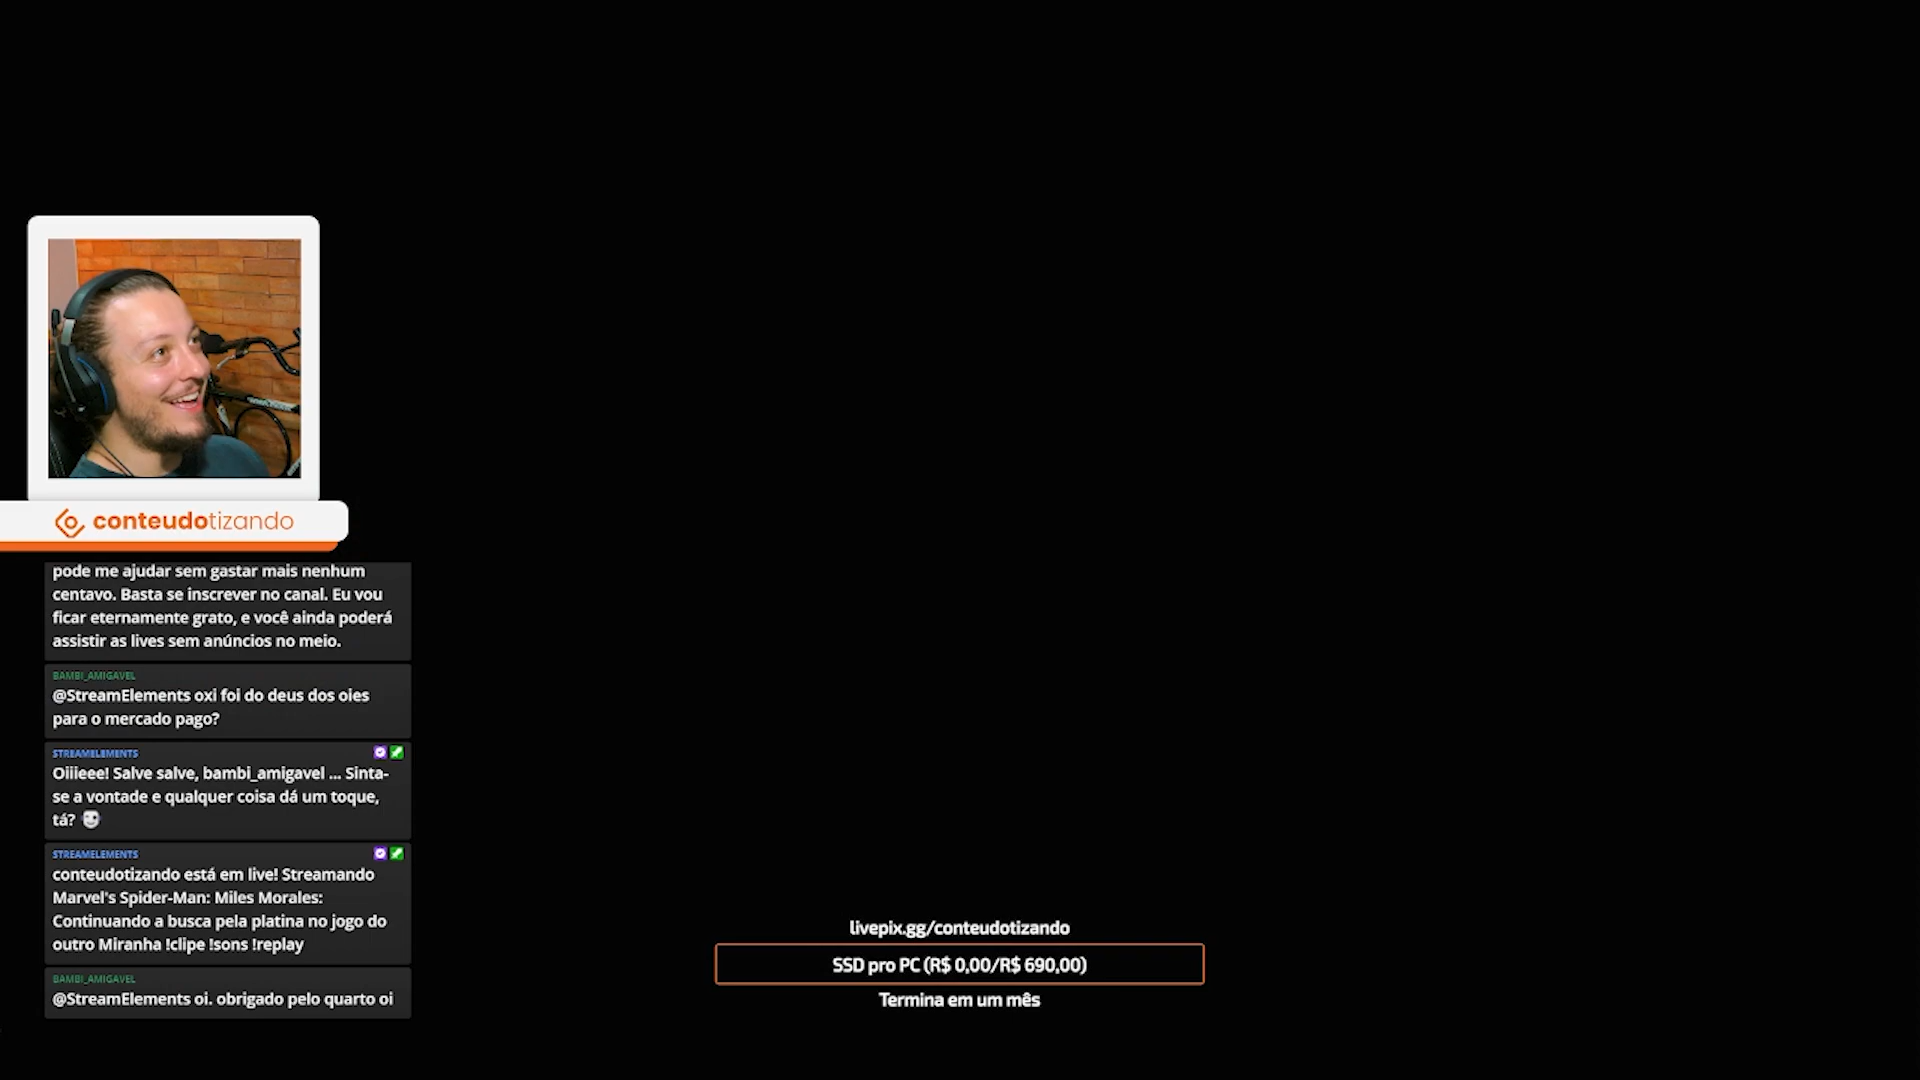 conteudotizando
pode me ajudar sem gastar mais nenhum
centavo. Basta se inscrever no canal. Eu vou
ficar eternamente grato, e você ainda poderá
assistir as lives sem anúncios no meio.
BAMBI_AMIGAVEL
@StreamElements oxi foi do deus dos oies
para o mercado pago?
STREAMELEMENTS
Oiiieee! Salve salve, bambi_amigavel ... Sinta-
se a vontade e qualquer coisa dá um toque,
tá?
STREAMELEMENTS
conteudotizando está em live! Streamando
Marvel's Spider-Man: Miles Morales:
Continuando a busca pela platina no jogo do
outro Miranha !clipe !sons !replay
BAMBI_AMIGAVEL
@StreamElements oi. obrigado pelo quarto oi
livepix.gg/conteudotizando
SSD pro PC (R$ 0,00/R$ 690,00)
Termina em um mês